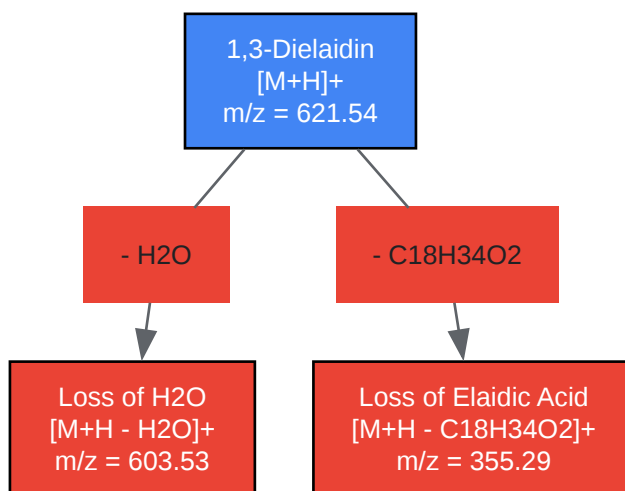 1,3-Dielaidin
[M+H]+
m/z = 621.54
- H2O
- C18H34O2
Loss of H2O
[M+H - H2O]+
m/z = 603.53
Loss of Elaidic Acid
[M+H - C18H34O2]+
m/z = 355.29